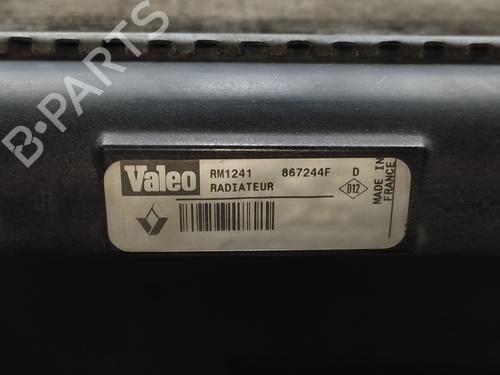 B-PARTS
Valeo RM1241 867244F D
RADIATEUR
D12
MADE IN
FRANCE